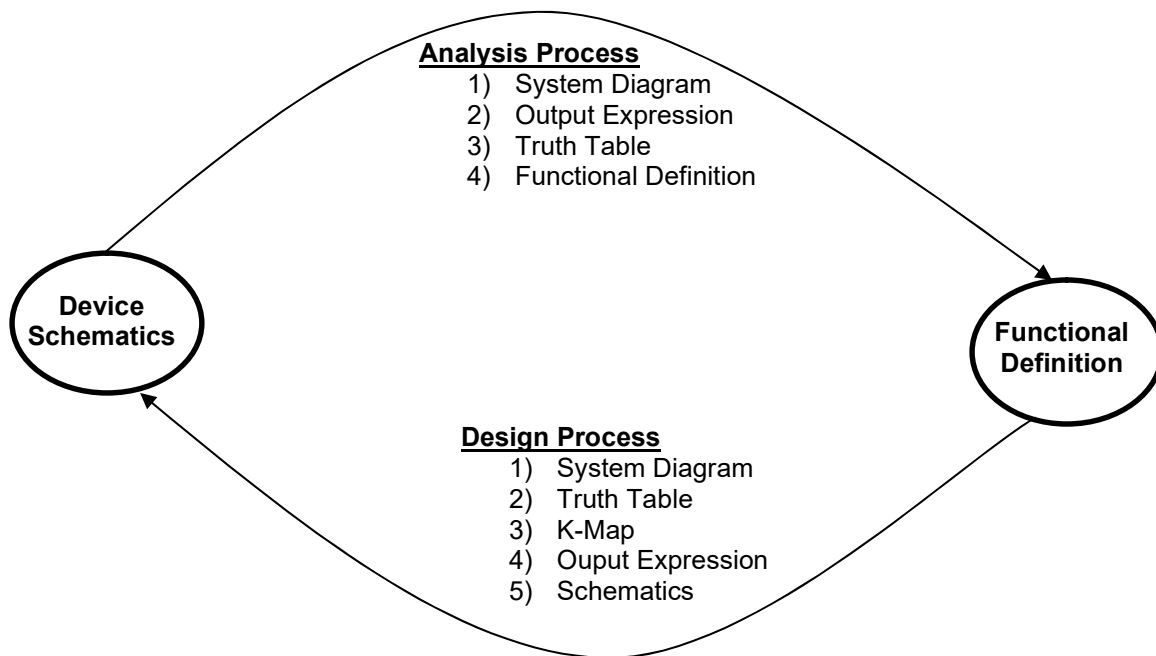 Analysis Process
1) System Diagram
2) Output Expression
3) Truth Table
4) Functional Definition
Device
Schematics
Functional
Definition
Design Process
1) System Diagram
2) Truth Table
3) K-Map
4) Ouput Expression
5) Schematics